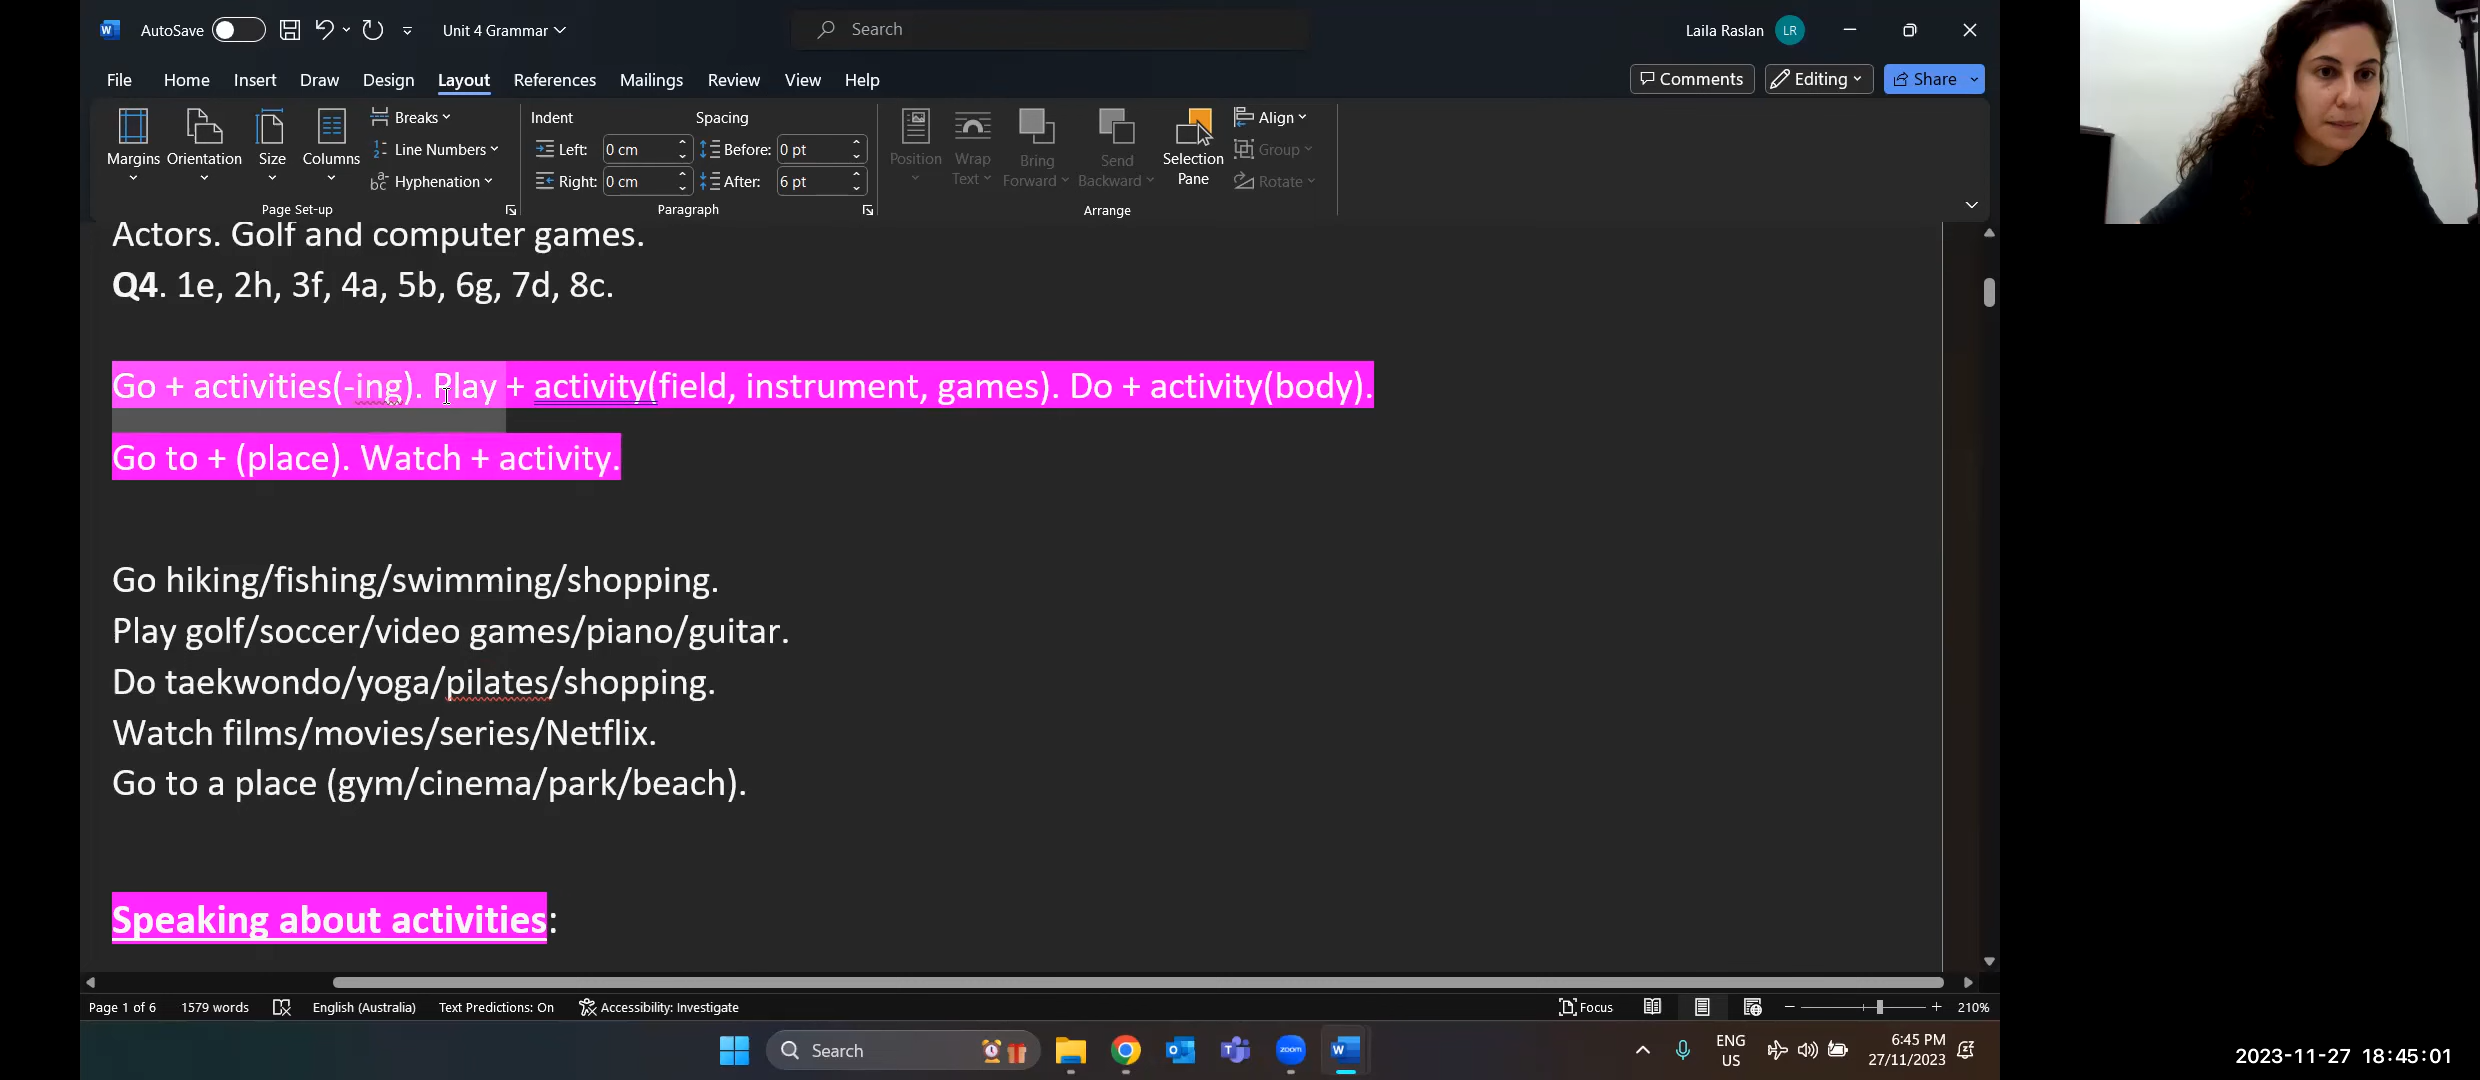 AutoSave
Unit 4 Grammar
Search
Laila Raslan
LR
File Home Insert Draw Design Layout References Mailings Review View Help
Comments Editing Share
Margins Orientation Size Columns
Breaks
Line Numbers
Hyphenation
Page Set-up
Indent Spacing
Left: 0 cm Before: 0 pt
Right: 0 cm After: 6 pt
Paragraph
Position
Wrap Text
Bring Forward
Send Backward
Selection Pane
Align
Group
Rotate
Arrange
Actors. Golf and computer games.
Q4. 1e, 2h, 3f, 4a, 5b, 6g, 7d, 8c.
Go + activities(-ing). Play + activity(field, instrument, games). Do + activity(body).
Go to + (place). Watch + activity.
Go hiking/fishing/swimming/shopping.
Play golf/soccer/video games/piano/guitar.
Do taekwondo/yoga/pilates/shopping.
Watch films/movies/series/Netflix.
Go to a place (gym/cinema/park/beach).
Speaking about activities:
Page 1 of 6 1579 words English (Australia) Text Predictions: On Accessibility: Investigate Focus 210%
Search
zoom
ENG
US
6:45 PM
27/11/2023
2023-11-27 18:45:01